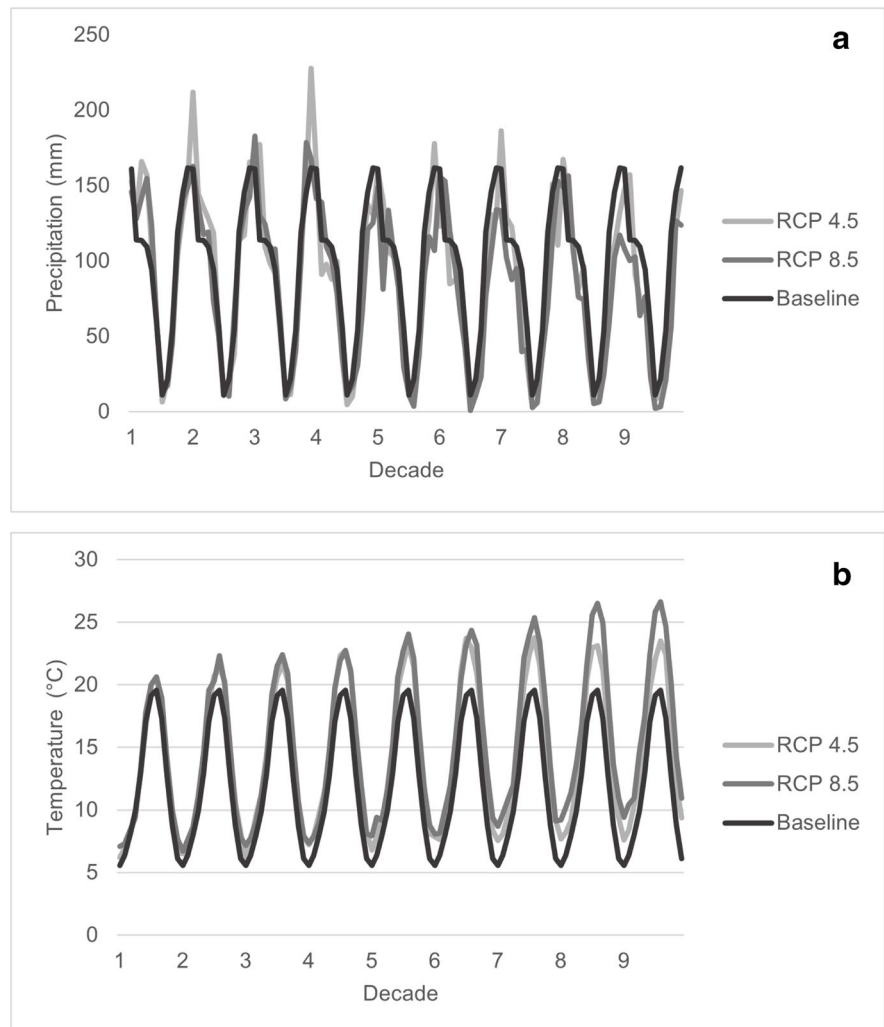 a
250
200
150
100
50
0
Precipitation (mm)
1 2 3 4 5 6 7 8 9
Decade
RCP 4.5
RCP 8.5
Baseline
b
30
25
20
15
10
5
0
Temperature (°C)
1 2 3 4 5 6 7 8 9
Decade
RCP 4.5
RCP 8.5
Baseline